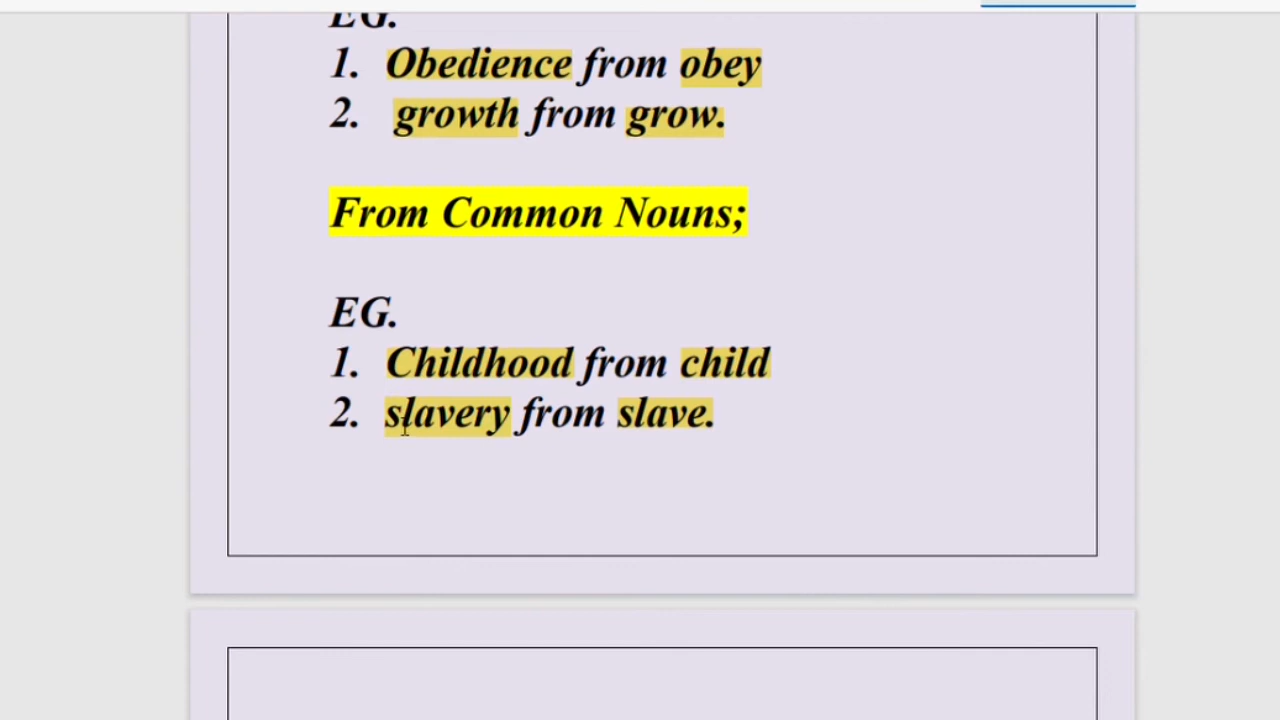 EG.
1. Obedience from obey
2. growth from grow.
From Common Nouns;
EG.
1. Childhood from child
2. slavery from slave.